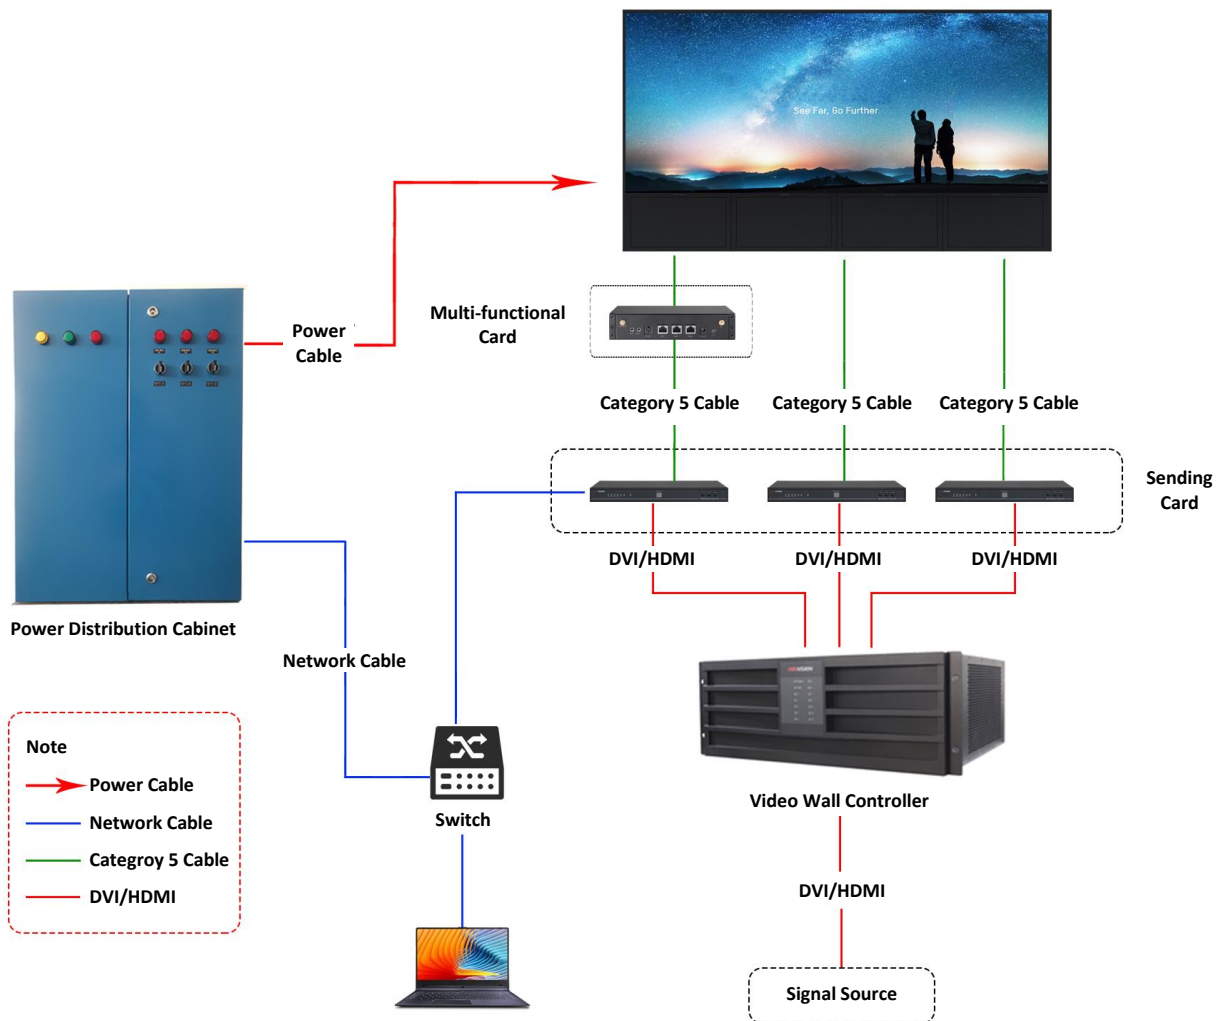 See Far, Go Further
Power
Cable
Multi-functional
Card
Category 5 Cable
Category 5 Cable
Category 5 Cable
Sending
Card
DVI/HDMI
DVI/HDMI
DVI/HDMI
Power Distribution Cabinet
Network Cable
HIKVISION
Note
Power Cable
Network Cable
Categroy 5 Cable
DVI/HDMI
Switch
Video Wall Controller
DVI/HDMI
Signal Source